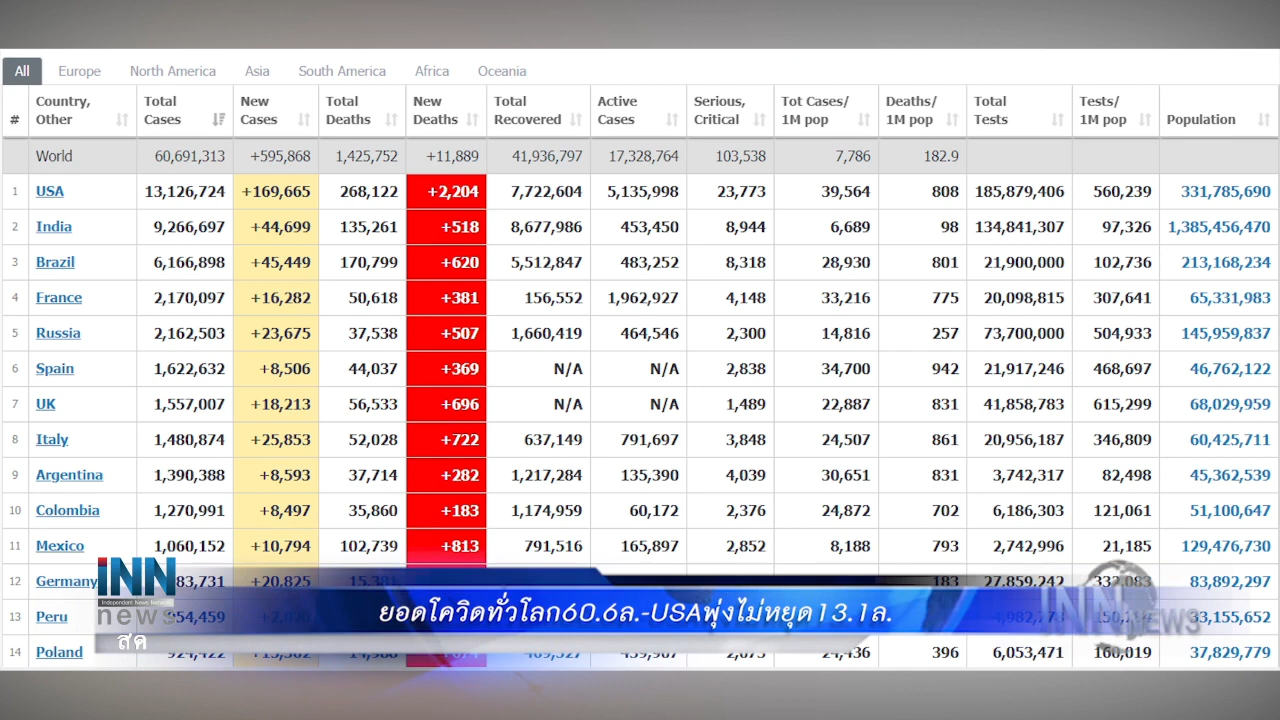 All Europe North America Asia South America Africa Oceania
# Country, Other Total Cases New Cases Total Deaths New Deaths Total Recovered Active Cases Serious, Critical Tot Cases/ 1M pop Deaths/ 1M pop Total Tests Tests/ 1M pop Population
World 60,691,313 +595,868 1,425,752 +11,889 41,936,797 17,328,764 103,538 7,786 182.9
1 USA 13,126,724 +169,665 268,122 +2,204 7,722,604 5,135,998 23,773 39,564 808 185,879,406 560,239 331,785,690
2 India 9,266,697 +44,699 135,261 +518 8,677,986 453,450 8,944 6,689 98 134,841,307 97,326 1,385,456,470
3 Brazil 6,166,898 +45,449 170,799 +620 5,512,847 483,252 8,318 28,930 801 21,900,000 102,736 213,168,234
4 France 2,170,097 +16,282 50,618 +381 156,552 1,962,927 4,148 33,216 775 20,098,815 307,641 65,331,983
5 Russia 2,162,503 +23,675 37,538 +507 1,660,419 464,546 2,300 14,816 257 73,700,000 504,933 145,959,837
6 Spain 1,622,632 +8,506 44,037 +369 N/A N/A 2,838 34,700 942 21,917,246 468,697 46,762,122
7 UK 1,557,007 +18,213 56,533 +696 N/A N/A 1,489 22,887 831 41,858,783 615,299 68,029,959
8 Italy 1,480,874 +25,853 52,028 +722 637,149 791,697 3,848 24,507 861 20,956,187 346,809 60,425,711
9 Argentina 1,390,388 +8,593 37,714 +282 1,217,284 135,390 4,039 30,651 831 3,742,317 82,498 45,362,539
10 Colombia 1,270,991 +8,497 35,860 +183 1,174,959 60,172 2,376 24,872 702 6,186,303 121,061 51,100,647
11 Mexico 1,060,152 +10,794 102,739 +813 791,516 165,897 2,852 8,188 793 2,742,996 21,185 129,476,730
12 Germany +20,825 183 27,859,242 83,892,297
13 Peru 33,155,652
14 Poland 396 6,053,471 160,019 37,829,779
iNN
Independent News Network
news
สด
ยอดโควิดทั่วโลก60.6ล.-USAพุ่งไม่หยุด13.1ล.
INN NEWS